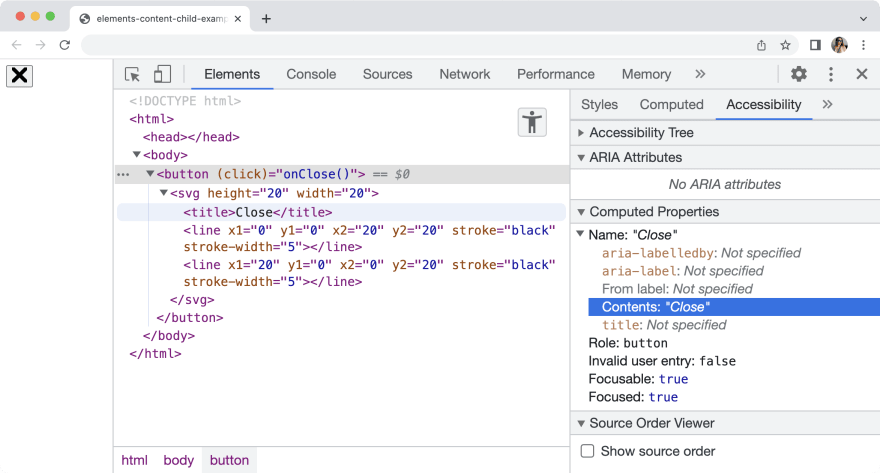 elements-content-child-examp
Elements Console Sources Network Performance Memory
<!DOCTYPE html>
<html>
<head></head>
<body>
<button (click)="onClose()"> == $0
<svg height="20" width="20">
<title>Close</title>
<line x1="0" y1="0" x2="20" y2="20" stroke="black"
stroke-width="5"></line>
<line x1="20" y1="0" x2="0" y2="20" stroke="black"
stroke-width="5"></line>
</svg>
</button>
</body>
</html>
html body button
Styles Computed Accessibility
Accessibility Tree
ARIA Attributes
No ARIA attributes
Computed Properties
Name: "Close"
aria-labelledby: Not specified
aria-label: Not specified
From label: Not specified
Contents: "Close"
title: Not specified
Role: button
Invalid user entry: false
Focusable: true
Focused: true
Source Order Viewer
Show source order